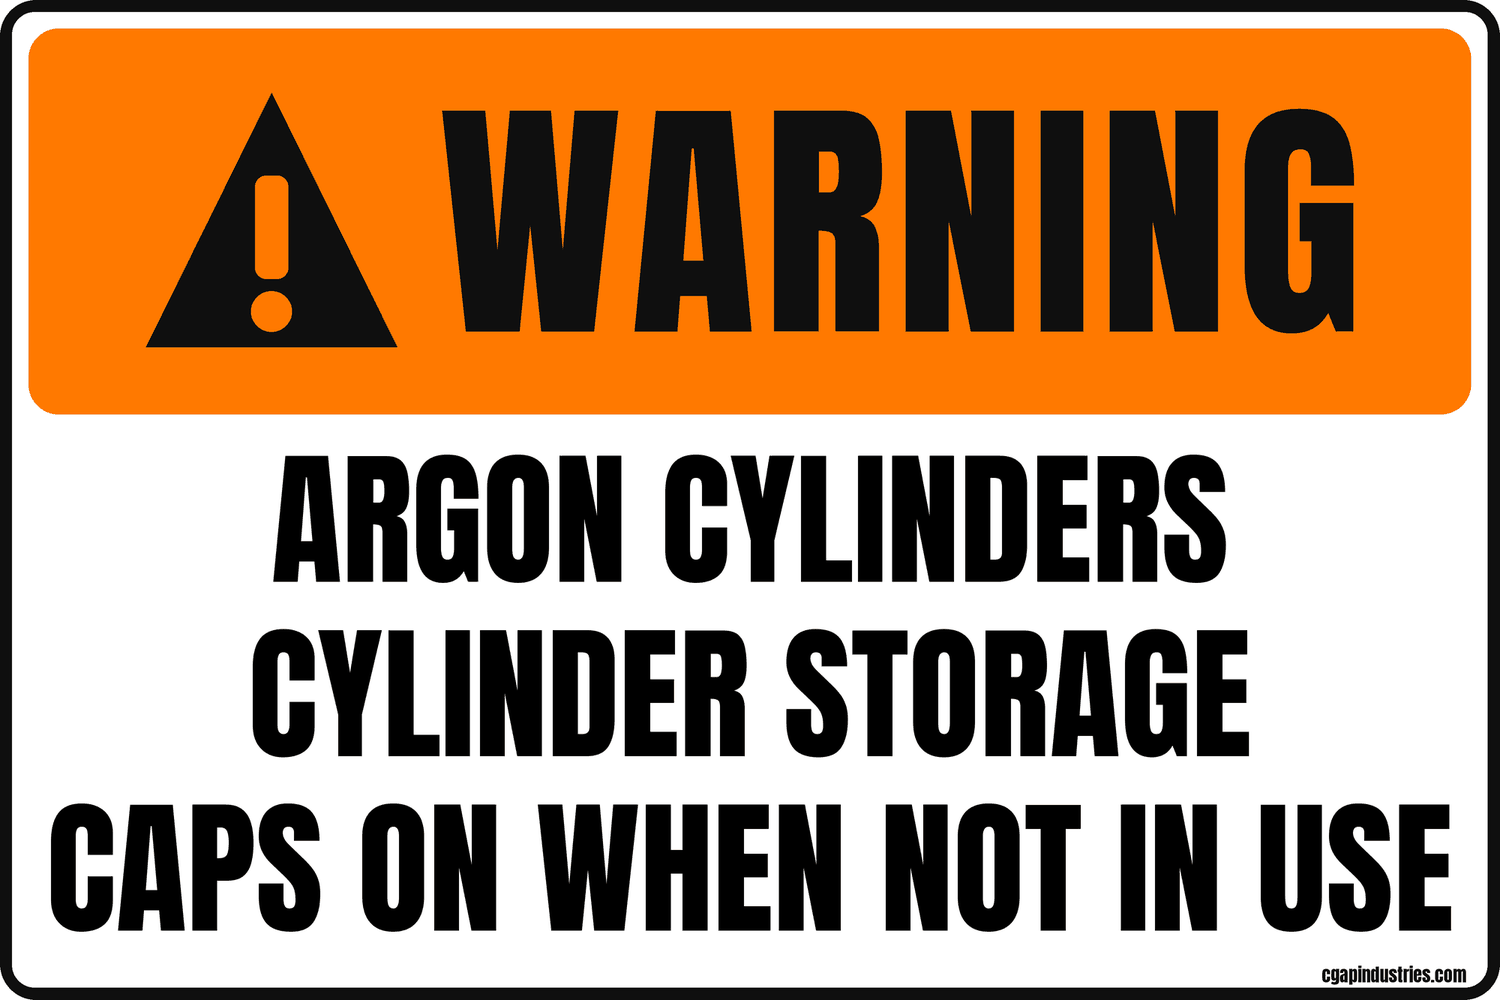 WARNING
ARGON CYLINDERS
CYLINDER STORAGE
CAPS ON WHEN NOT IN USE
cgapindustries.com